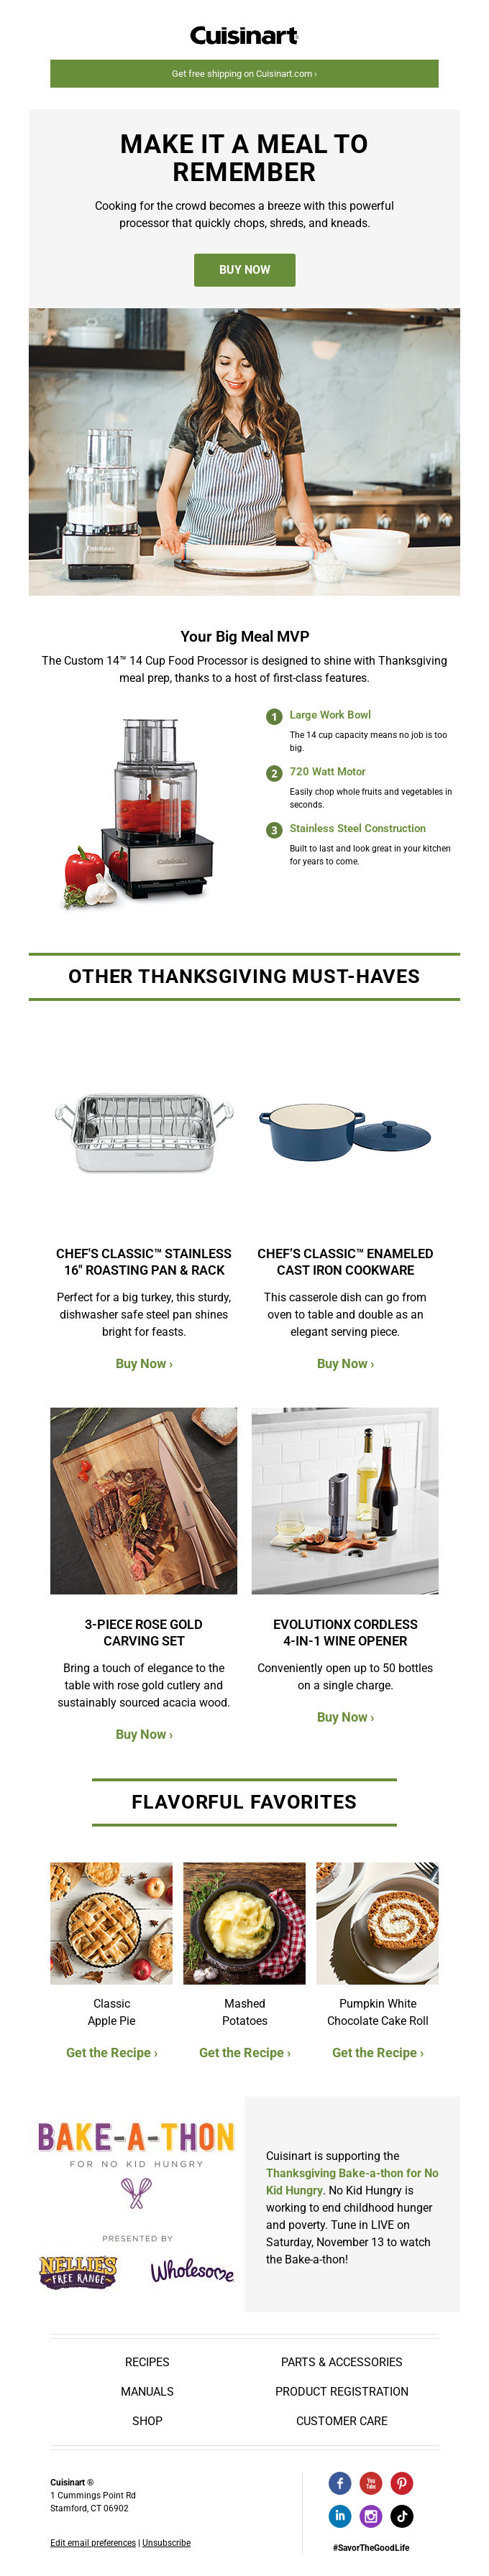 Cuisinart
Get free shipping on Cuisinart.com ›
MAKE IT A MEAL TO
REMEMBER
Cooking for the crowd becomes a breeze with this powerful
processor that quickly chops, shreds, and kneads.
BUY NOW
Cuisinart
Your Big Meal MVP
The Custom 14™ 14 Cup Food Processor is designed to shine with Thanksgiving
meal prep, thanks to a host of first-class features.
Cuisinart
1 Large Work Bowl
The 14 cup capacity means no job is too
big.
2 720 Watt Motor
Easily chop whole fruits and vegetables in
seconds.
3 Stainless Steel Construction
Built to last and look great in your kitchen
for years to come.
OTHER THANKSGIVING MUST-HAVES
CHEF'S CLASSIC™ STAINLESS
16" ROASTING PAN & RACK
Perfect for a big turkey, this sturdy,
dishwasher safe steel pan shines
bright for feasts.
Buy Now ›
CHEF’S CLASSIC™ ENAMELED
CAST IRON COOKWARE
This casserole dish can go from
oven to table and double as an
elegant serving piece.
Buy Now ›
3-PIECE ROSE GOLD
CARVING SET
Bring a touch of elegance to the
table with rose gold cutlery and
sustainably sourced acacia wood.
Buy Now ›
EVOLUTIONX CORDLESS
4-IN-1 WINE OPENER
Conveniently open up to 50 bottles
on a single charge.
Buy Now ›
FLAVORFUL FAVORITES
Classic
Apple Pie
Get the Recipe ›
Mashed
Potatoes
Get the Recipe ›
Pumpkin White
Chocolate Cake Roll
Get the Recipe ›
BAKE-A-THON
FOR NO KID HUNGRY
PRESENTED BY
NELLIE'S
FREE RANGE
Wholesome
Cuisinart is supporting the
Thanksgiving Bake-a-thon for No
Kid Hungry. No Kid Hungry is
working to end childhood hunger
and poverty. Tune in LIVE on
Saturday, November 13 to watch
the Bake-a-thon!
RECIPES
PARTS & ACCESSORIES
MANUALS
PRODUCT REGISTRATION
SHOP
CUSTOMER CARE
Cuisinart ®
1 Cummings Point Rd
Stamford, CT 06902
Edit email preferences | Unsubscribe
f
You
Tube
in
#SavorTheGoodLife